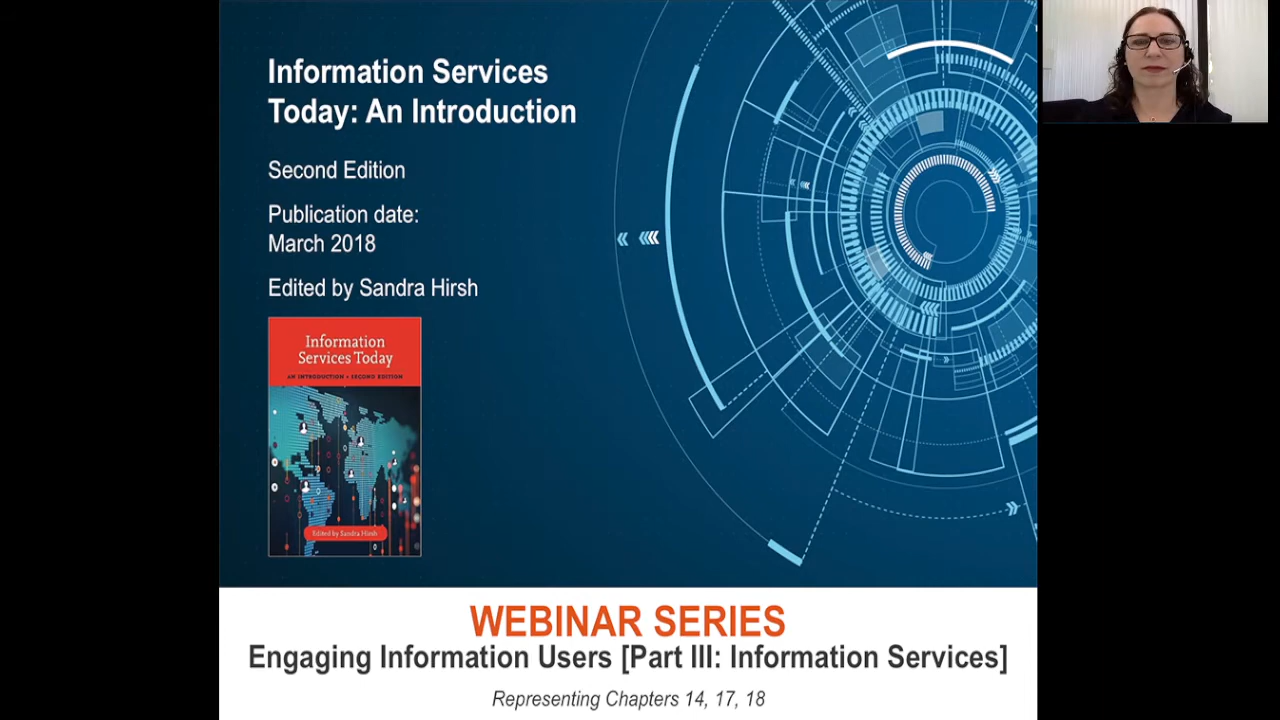 Information Services
Today: An Introduction
Second Edition
Publication date:
March 2018
Edited by Sandra Hirsh
Information
Services Today
AN INTRODUCTION • SECOND EDITION
Edited by Sandra Hirsh
WEBINAR SERIES
Engaging Information Users [Part III: Information Services]
Representing Chapters 14, 17, 18